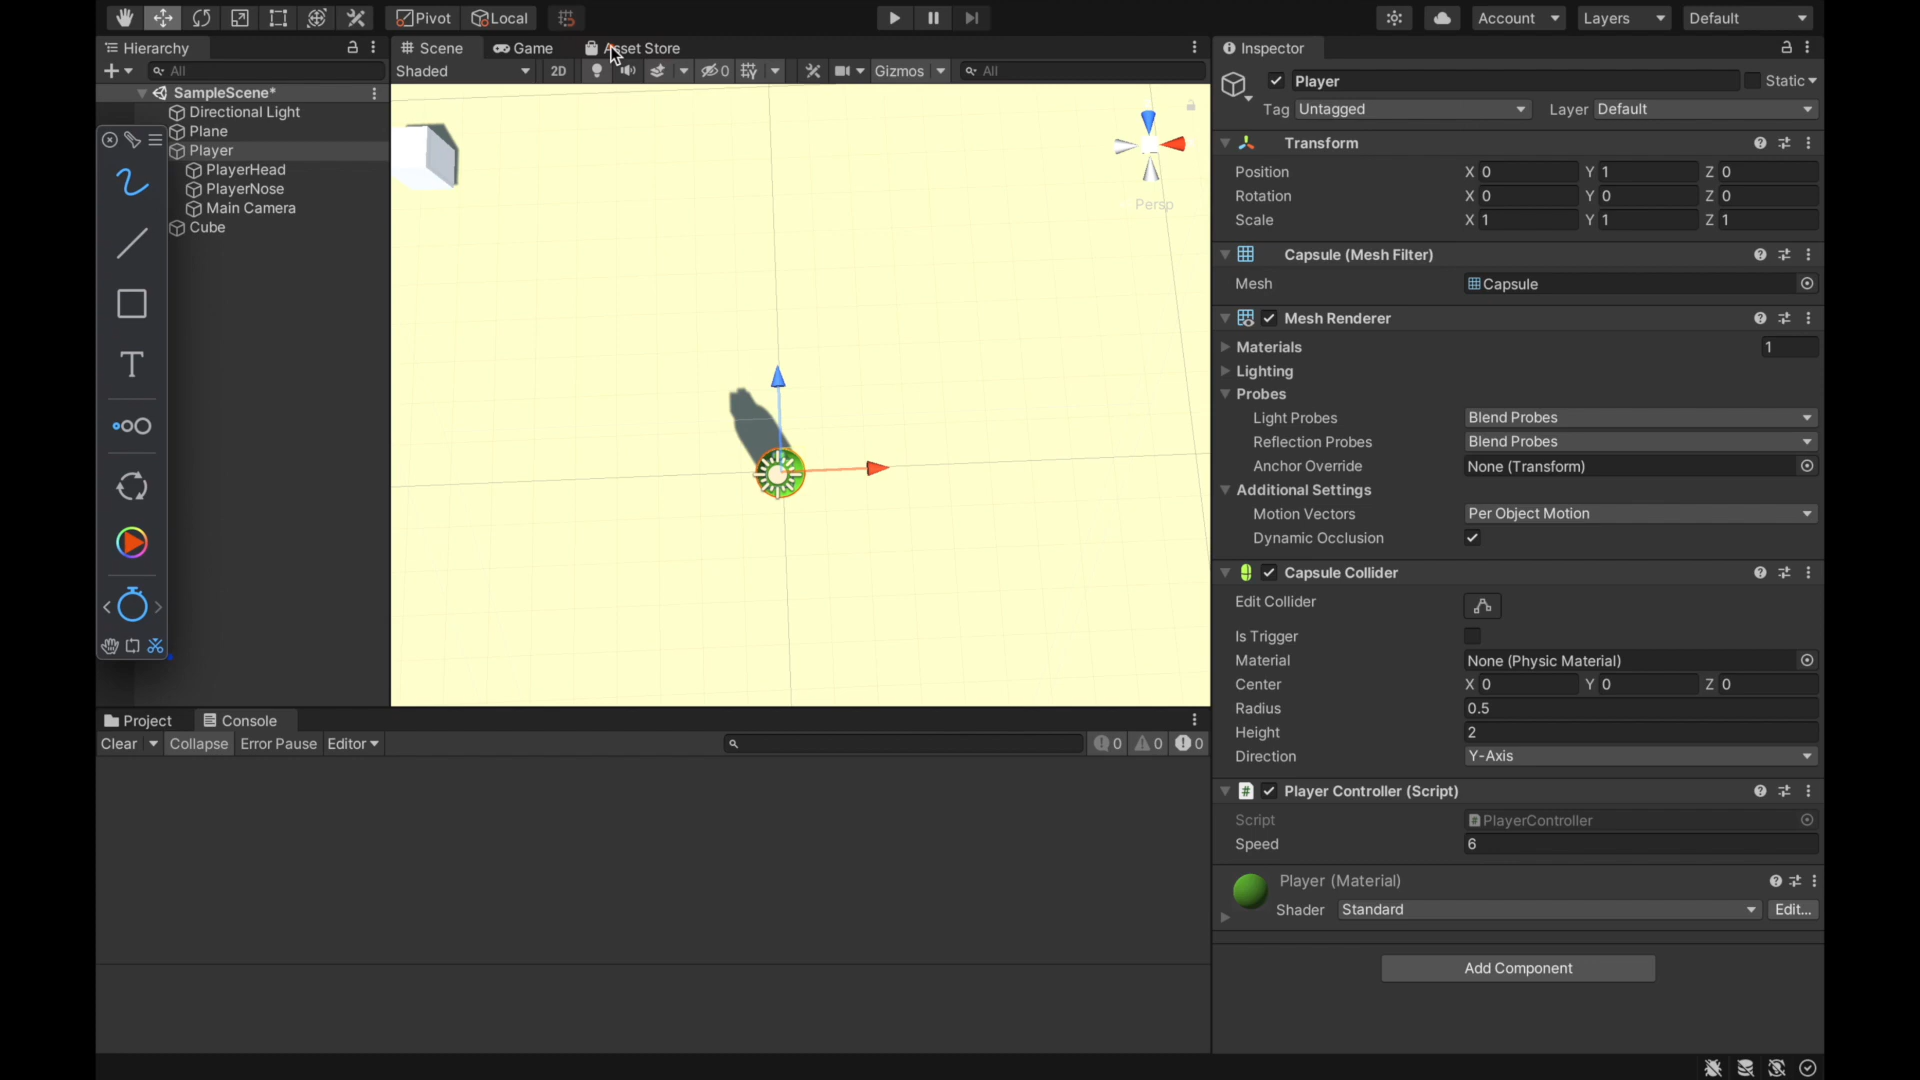 Pivot Local Account Layers Default
Hierarchy
All
SampleScene*
Directional Light
Plane
Player
PlayerHead
PlayerNose
Main Camera
Cube
T
Scene Game Asset Store
Shaded 2D 0 Gizmos All
Persp
Project Console
Clear Collapse Error Pause Editor 0 0 0
Inspector
Player Static
Tag Untagged Layer Default
Transform
Position X 0 Y 1 Z 0
Rotation X 0 Y 0 Z 0
Scale X 1 Y 1 Z 1
Capsule (Mesh Filter)
Mesh Capsule
Mesh Renderer
Materials 1
Lighting
Probes
Light Probes Blend Probes
Reflection Probes Blend Probes
Anchor Override None (Transform)
Additional Settings
Motion Vectors Per Object Motion
Dynamic Occlusion
Capsule Collider
Edit Collider
Is Trigger
Material None (Physic Material)
Center X 0 Y 0 Z 0
Radius 0.5
Height 2
Direction Y-Axis
# Player Controller (Script)
Script PlayerController
Speed 6
Player (Material)
Shader Standard Edit...
Add Component